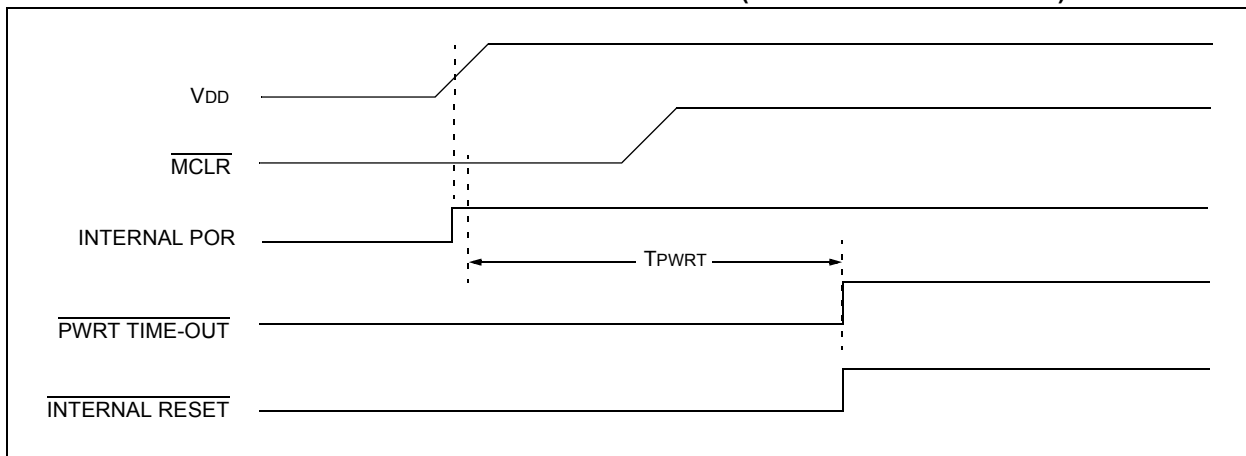 VDD
MCLR
INTERNAL POR
TPWRT
PWRT TIME-OUT
INTERNAL RESET